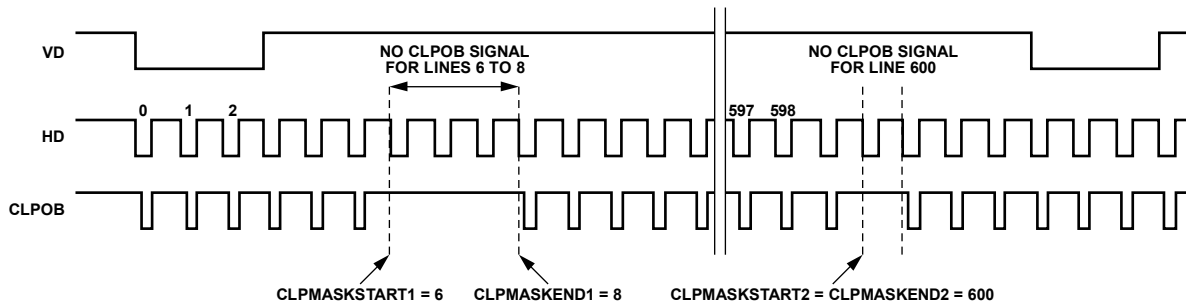 VD
NO CLPOB SIGNAL
FOR LINES 6 TO 8
NO CLPOB SIGNAL
FOR LINE 600
HD
0 1 2 597 598
CLPOB
CLPMASKSTART1 = 6 CLPMASKEND1 = 8 CLPMASKSTART2 = CLPMASKEND2 = 600